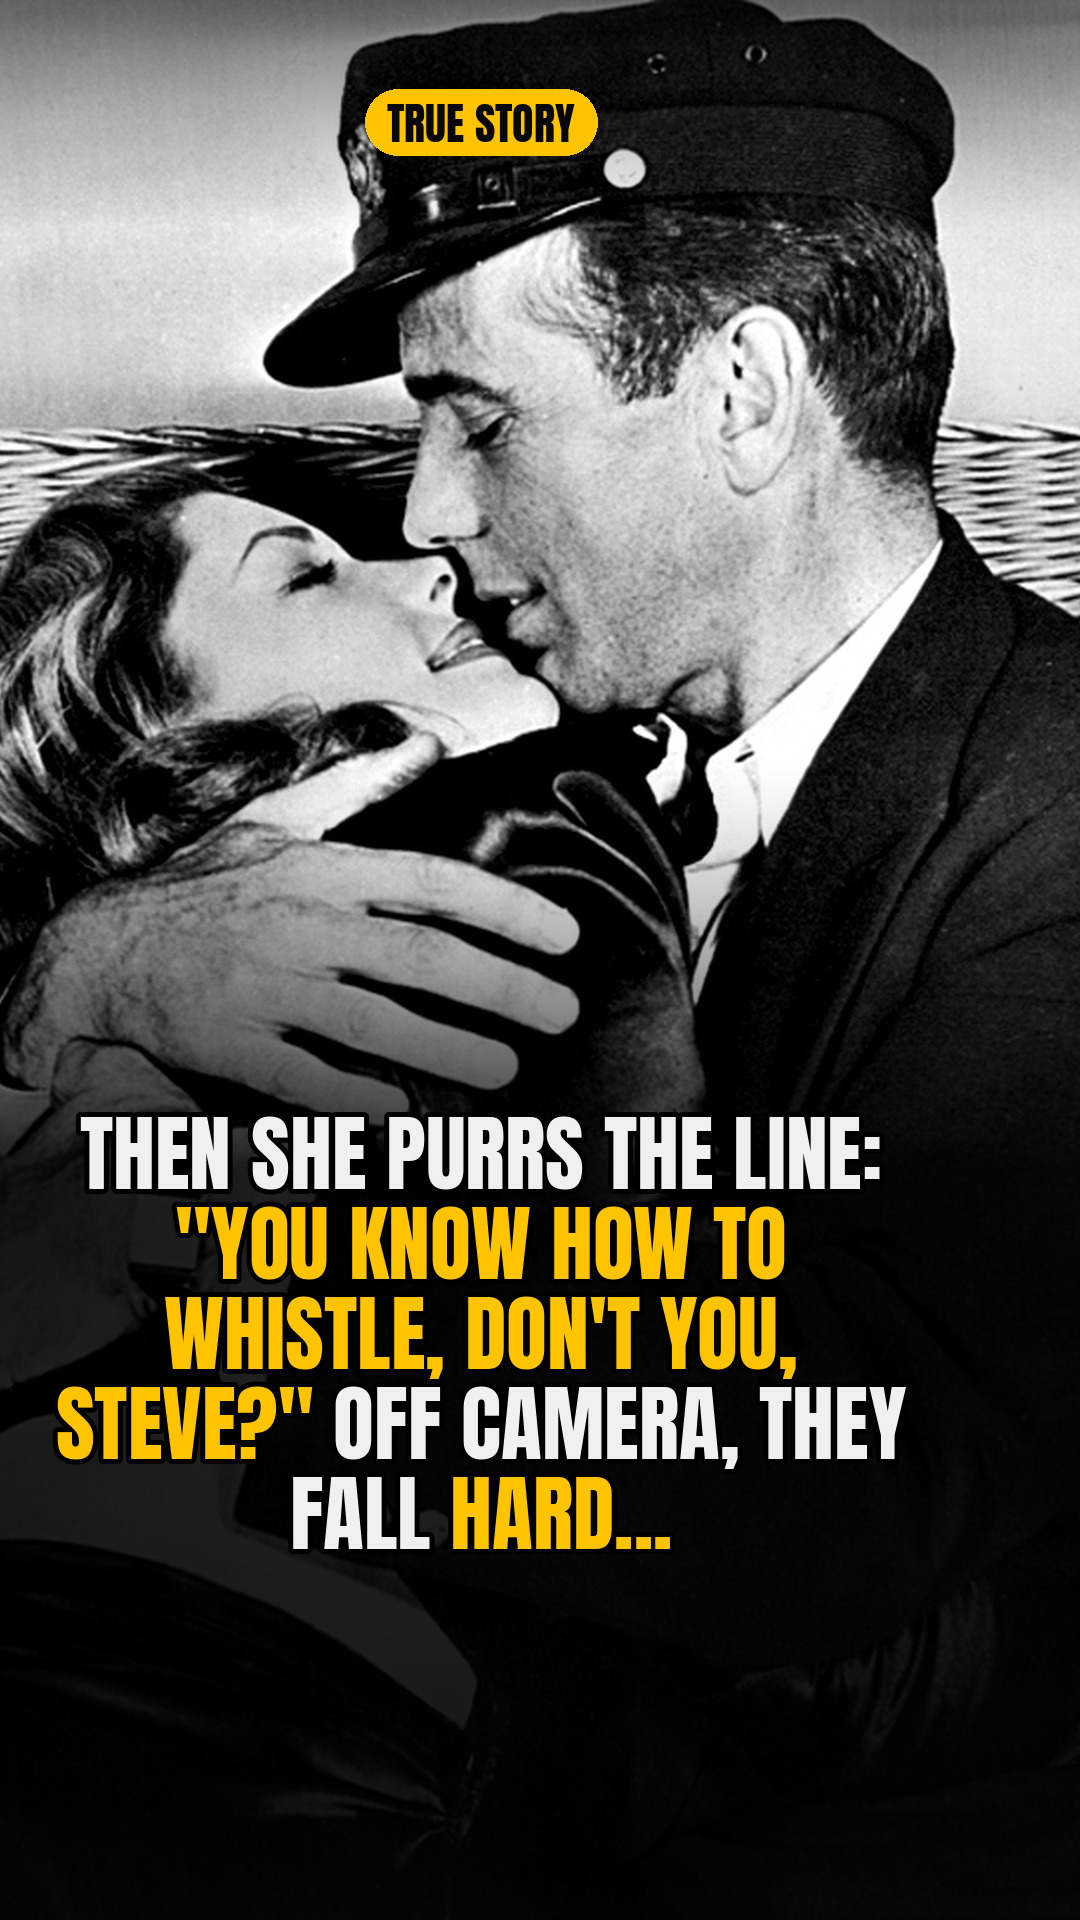 TRUE STORY
THEN SHE PURRS THE LINE:
"YOU KNOW HOW TO
WHISTLE, DON'T YOU,
STEVE?" OFF CAMERA, THEY
FALL HARD...